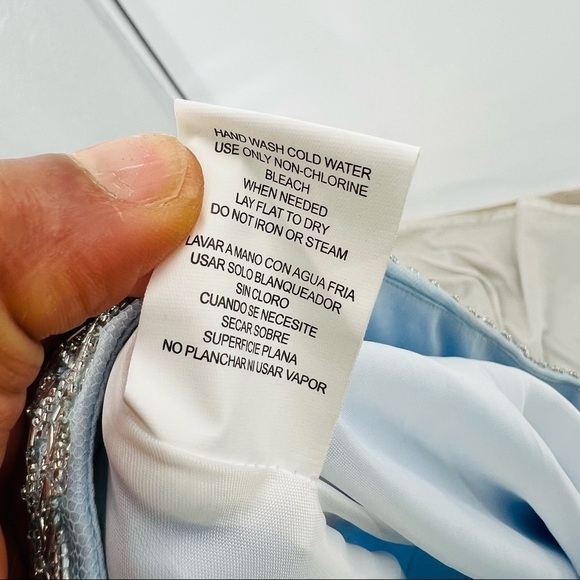 HAND WASH COLD WATER
USE ONLY NON-CHLORINE
BLEACH
WHEN NEEDED
LAY FLAT TO DRY
DO NOT IRON OR STEAM
LAVAR A MANO CON AGUA FRIA
USAR SOLO BLANQUEADOR
SIN CLORO
CUANDO SE NECESITE
SECAR SOBRE
SUPERFICIE PLANA
NO PLANCHAR NI USAR VAPOR